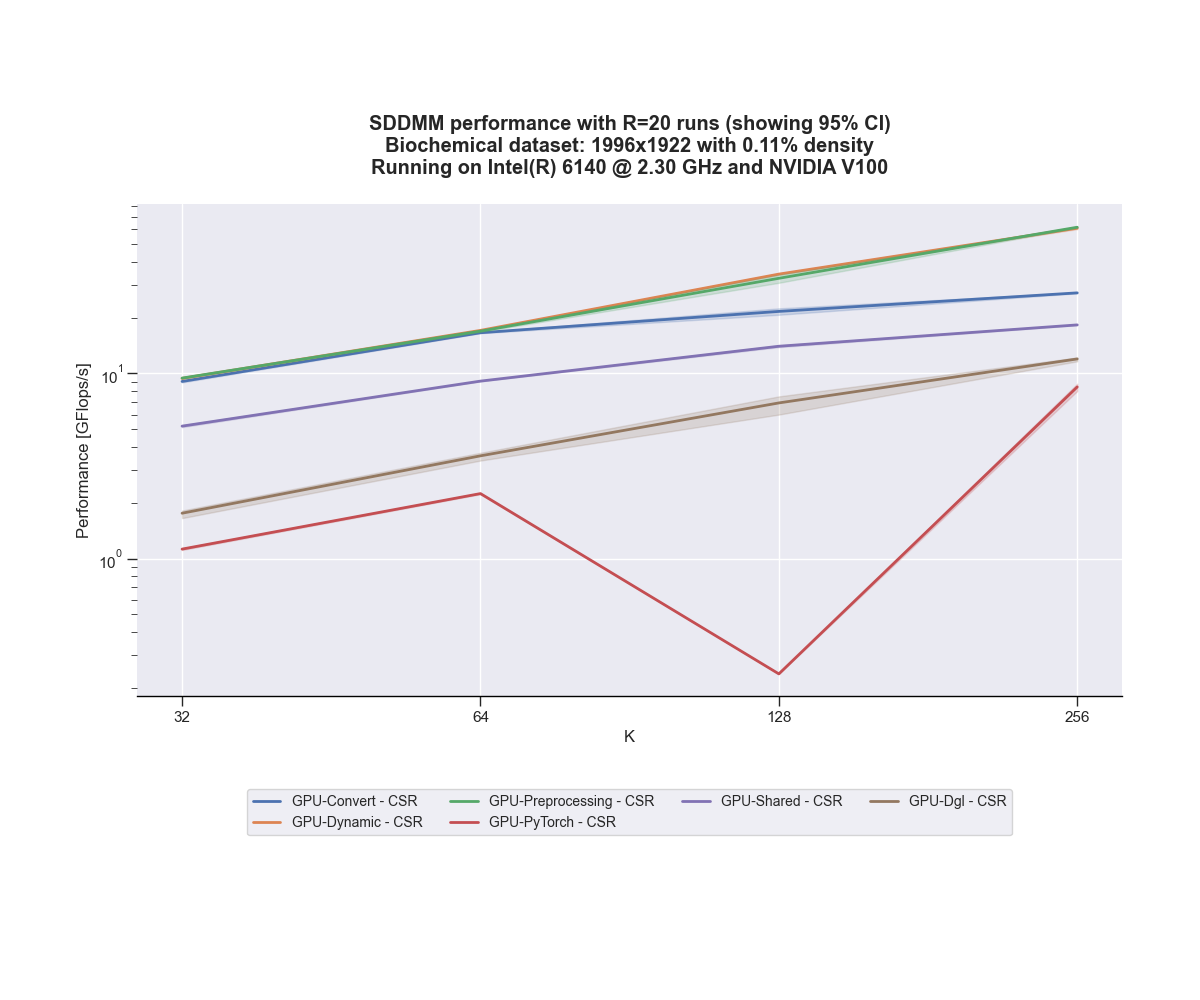 SDDMM performance with R=20 runs (showing 95% CI)
Biochemical dataset: 1996x1922 with 0.11% density
Running on Intel(R) 6140 @ 2.30 GHz and NVIDIA V100
Performance [GFlops/s]
10^1
10^0
32 64 128 256
K
GPU-Convert - CSR GPU-Preprocessing - CSR GPU-Shared - CSR GPU-Dgl - CSR
GPU-Dynamic - CSR GPU-PyTorch - CSR